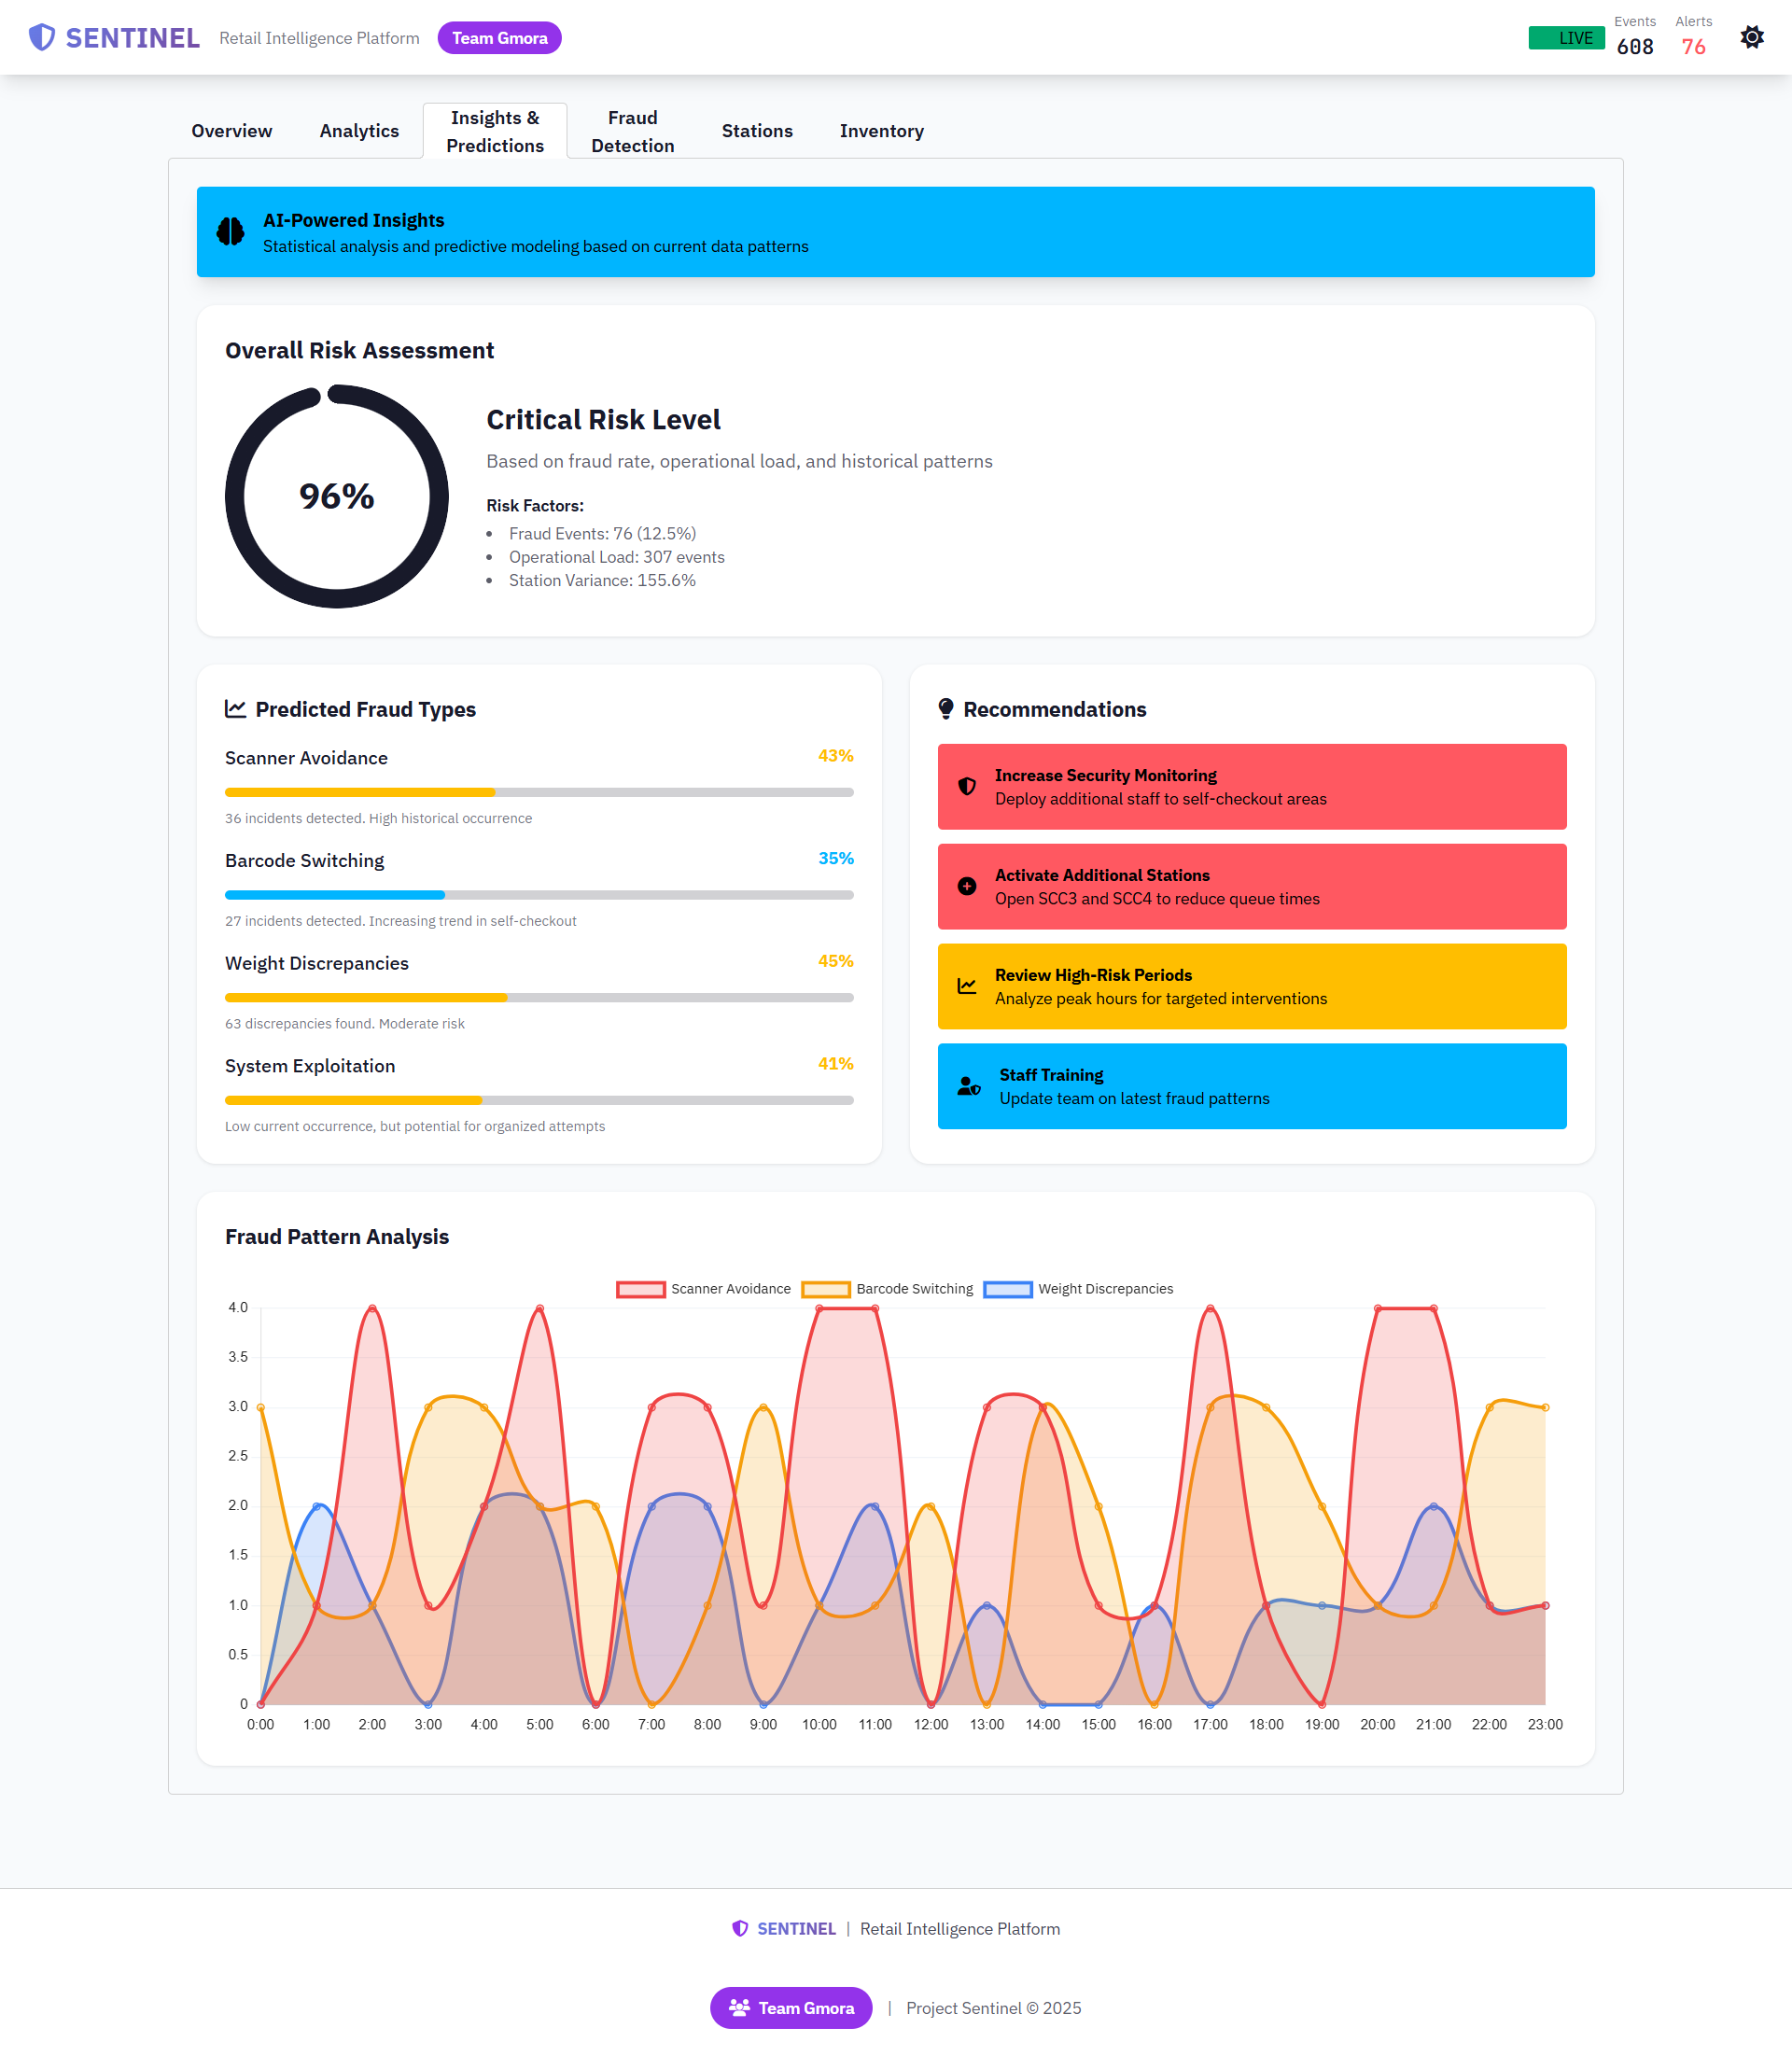 SENTINEL Retail Intelligence Platform Team Gmora
LIVE
Events
608
Alerts
76
Overview
Analytics
Insights &
Predictions
Fraud
Detection
Stations
Inventory
AI-Powered Insights
Statistical analysis and predictive modeling based on current data patterns
Overall Risk Assessment
96%
Critical Risk Level
Based on fraud rate, operational load, and historical patterns
Risk Factors:
Fraud Events: 76 (12.5%)
Operational Load: 307 events
Station Variance: 155.6%
Predicted Fraud Types
Scanner Avoidance 43%
36 incidents detected. High historical occurrence
Barcode Switching 35%
27 incidents detected. Increasing trend in self-checkout
Weight Discrepancies 45%
63 discrepancies found. Moderate risk
System Exploitation 41%
Low current occurrence, but potential for organized attempts
Recommendations
Increase Security Monitoring
Deploy additional staff to self-checkout areas
Activate Additional Stations
Open SCC3 and SCC4 to reduce queue times
Review High-Risk Periods
Analyze peak hours for targeted interventions
Staff Training
Update team on latest fraud patterns
Fraud Pattern Analysis
Scanner Avoidance Barcode Switching Weight Discrepancies
4.0
3.5
3.0
2.5
2.0
1.5
1.0
0.5
0
0:00 1:00 2:00 3:00 4:00 5:00 6:00 7:00 8:00 9:00 10:00 11:00 12:00 13:00 14:00 15:00 16:00 17:00 18:00 19:00 20:00 21:00 22:00 23:00
SENTINEL | Retail Intelligence Platform
Team Gmora | Project Sentinel © 2025